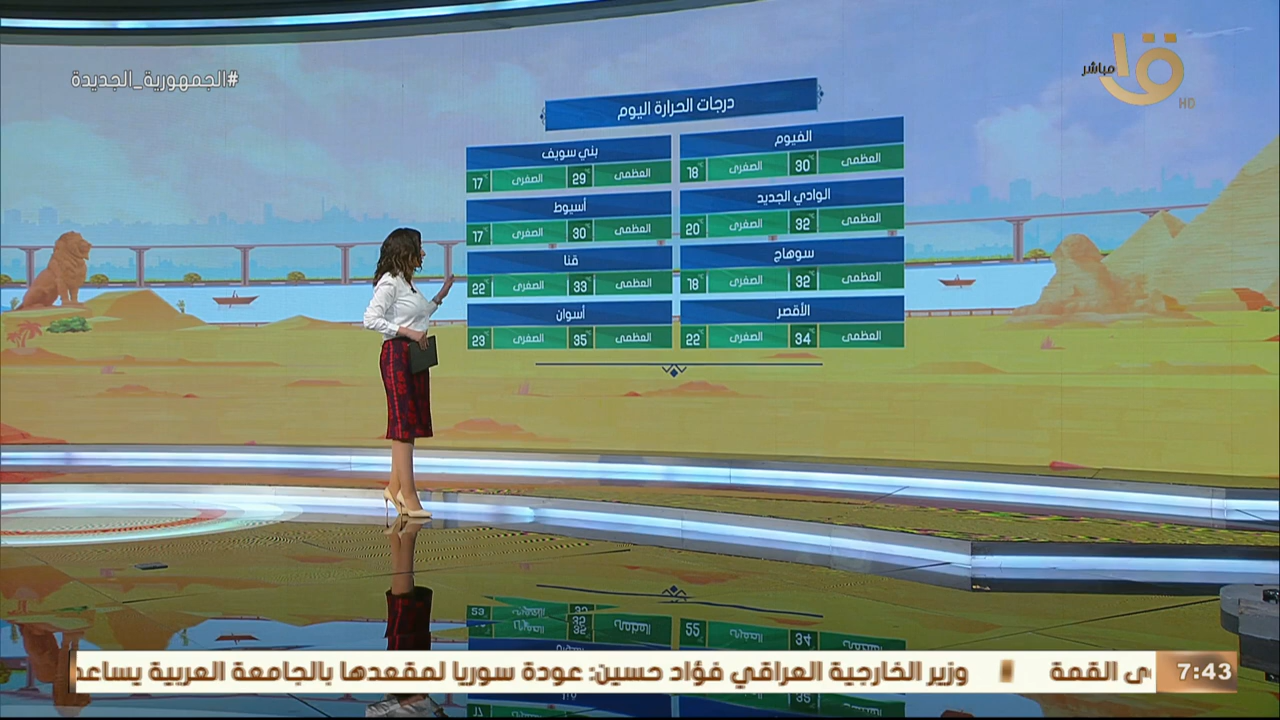 #الجمهورية_الجديدة
مباشر
HD
درجات الحرارة اليوم
الفيوم
العظمى 30° الصغرى 18°
بني سويف
العظمى 29° الصغرى 17°
الوادي الجديد
العظمى 32° الصغرى 20°
أسيوط
العظمى 30° الصغرى 17°
سوهاج
العظمى 32° الصغرى 18°
قنا
العظمى 33° الصغرى 22°
الأقصر
العظمى 34° الصغرى 22°
أسوان
العظمى 35° الصغرى 23°
7:43
القمة
وزير الخارجية العراقي فؤاد حسين: عودة سوريا لمقعدها بالجامعة العربية